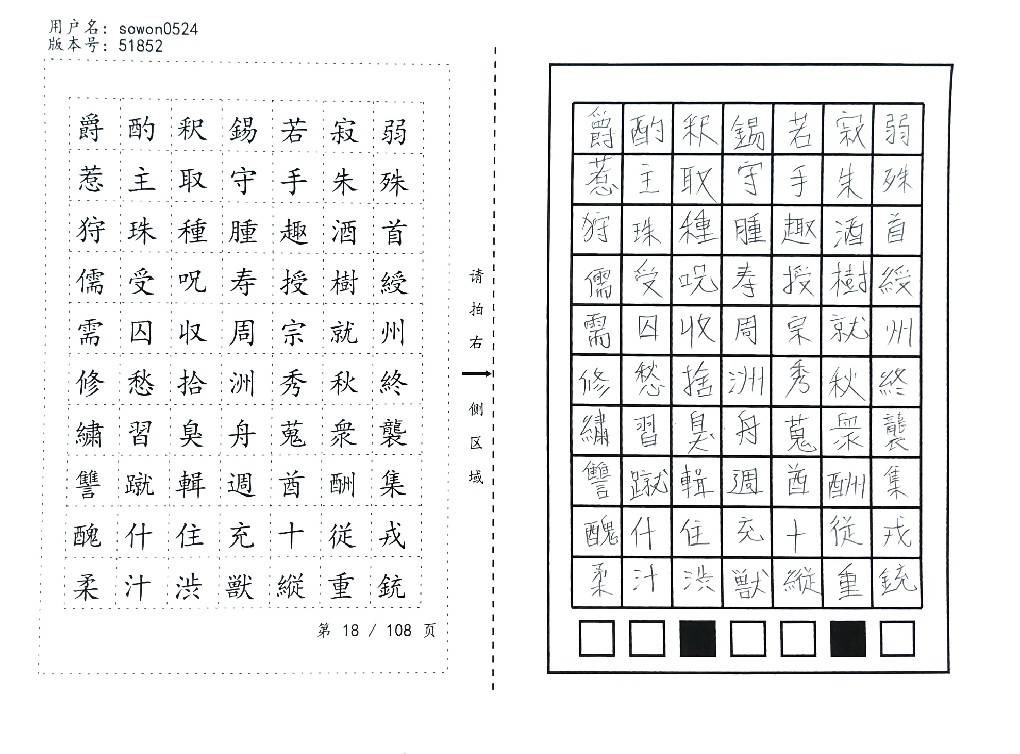 用户名: sawon0524
版本号: 51852
爵酌釈錫若寂弱
惹主取守手朱殊
狩珠種腫趣酒首
儒受呪寿授樹綬
需囚収周宗就州
修愁拾洲秀秋終
繍習臭舟蒐衆襲
讐蹴輯週酋酬集
醜什住充十従戎
柔汁渋獣縦重銃
第 18 / 108 页
请拍右→侧区域
爵酌釈錫若寂弱
惹主取守手朱殊
狩珠種腫趣酒首
儒受呪寿授樹綬
需囚収周宗就州
修愁捨洲秀秋終
繍習臭舟蒐衆襲
讐蹴輯週酋酬集
醜什住充十従戎
柔汁渋獣縦重銃